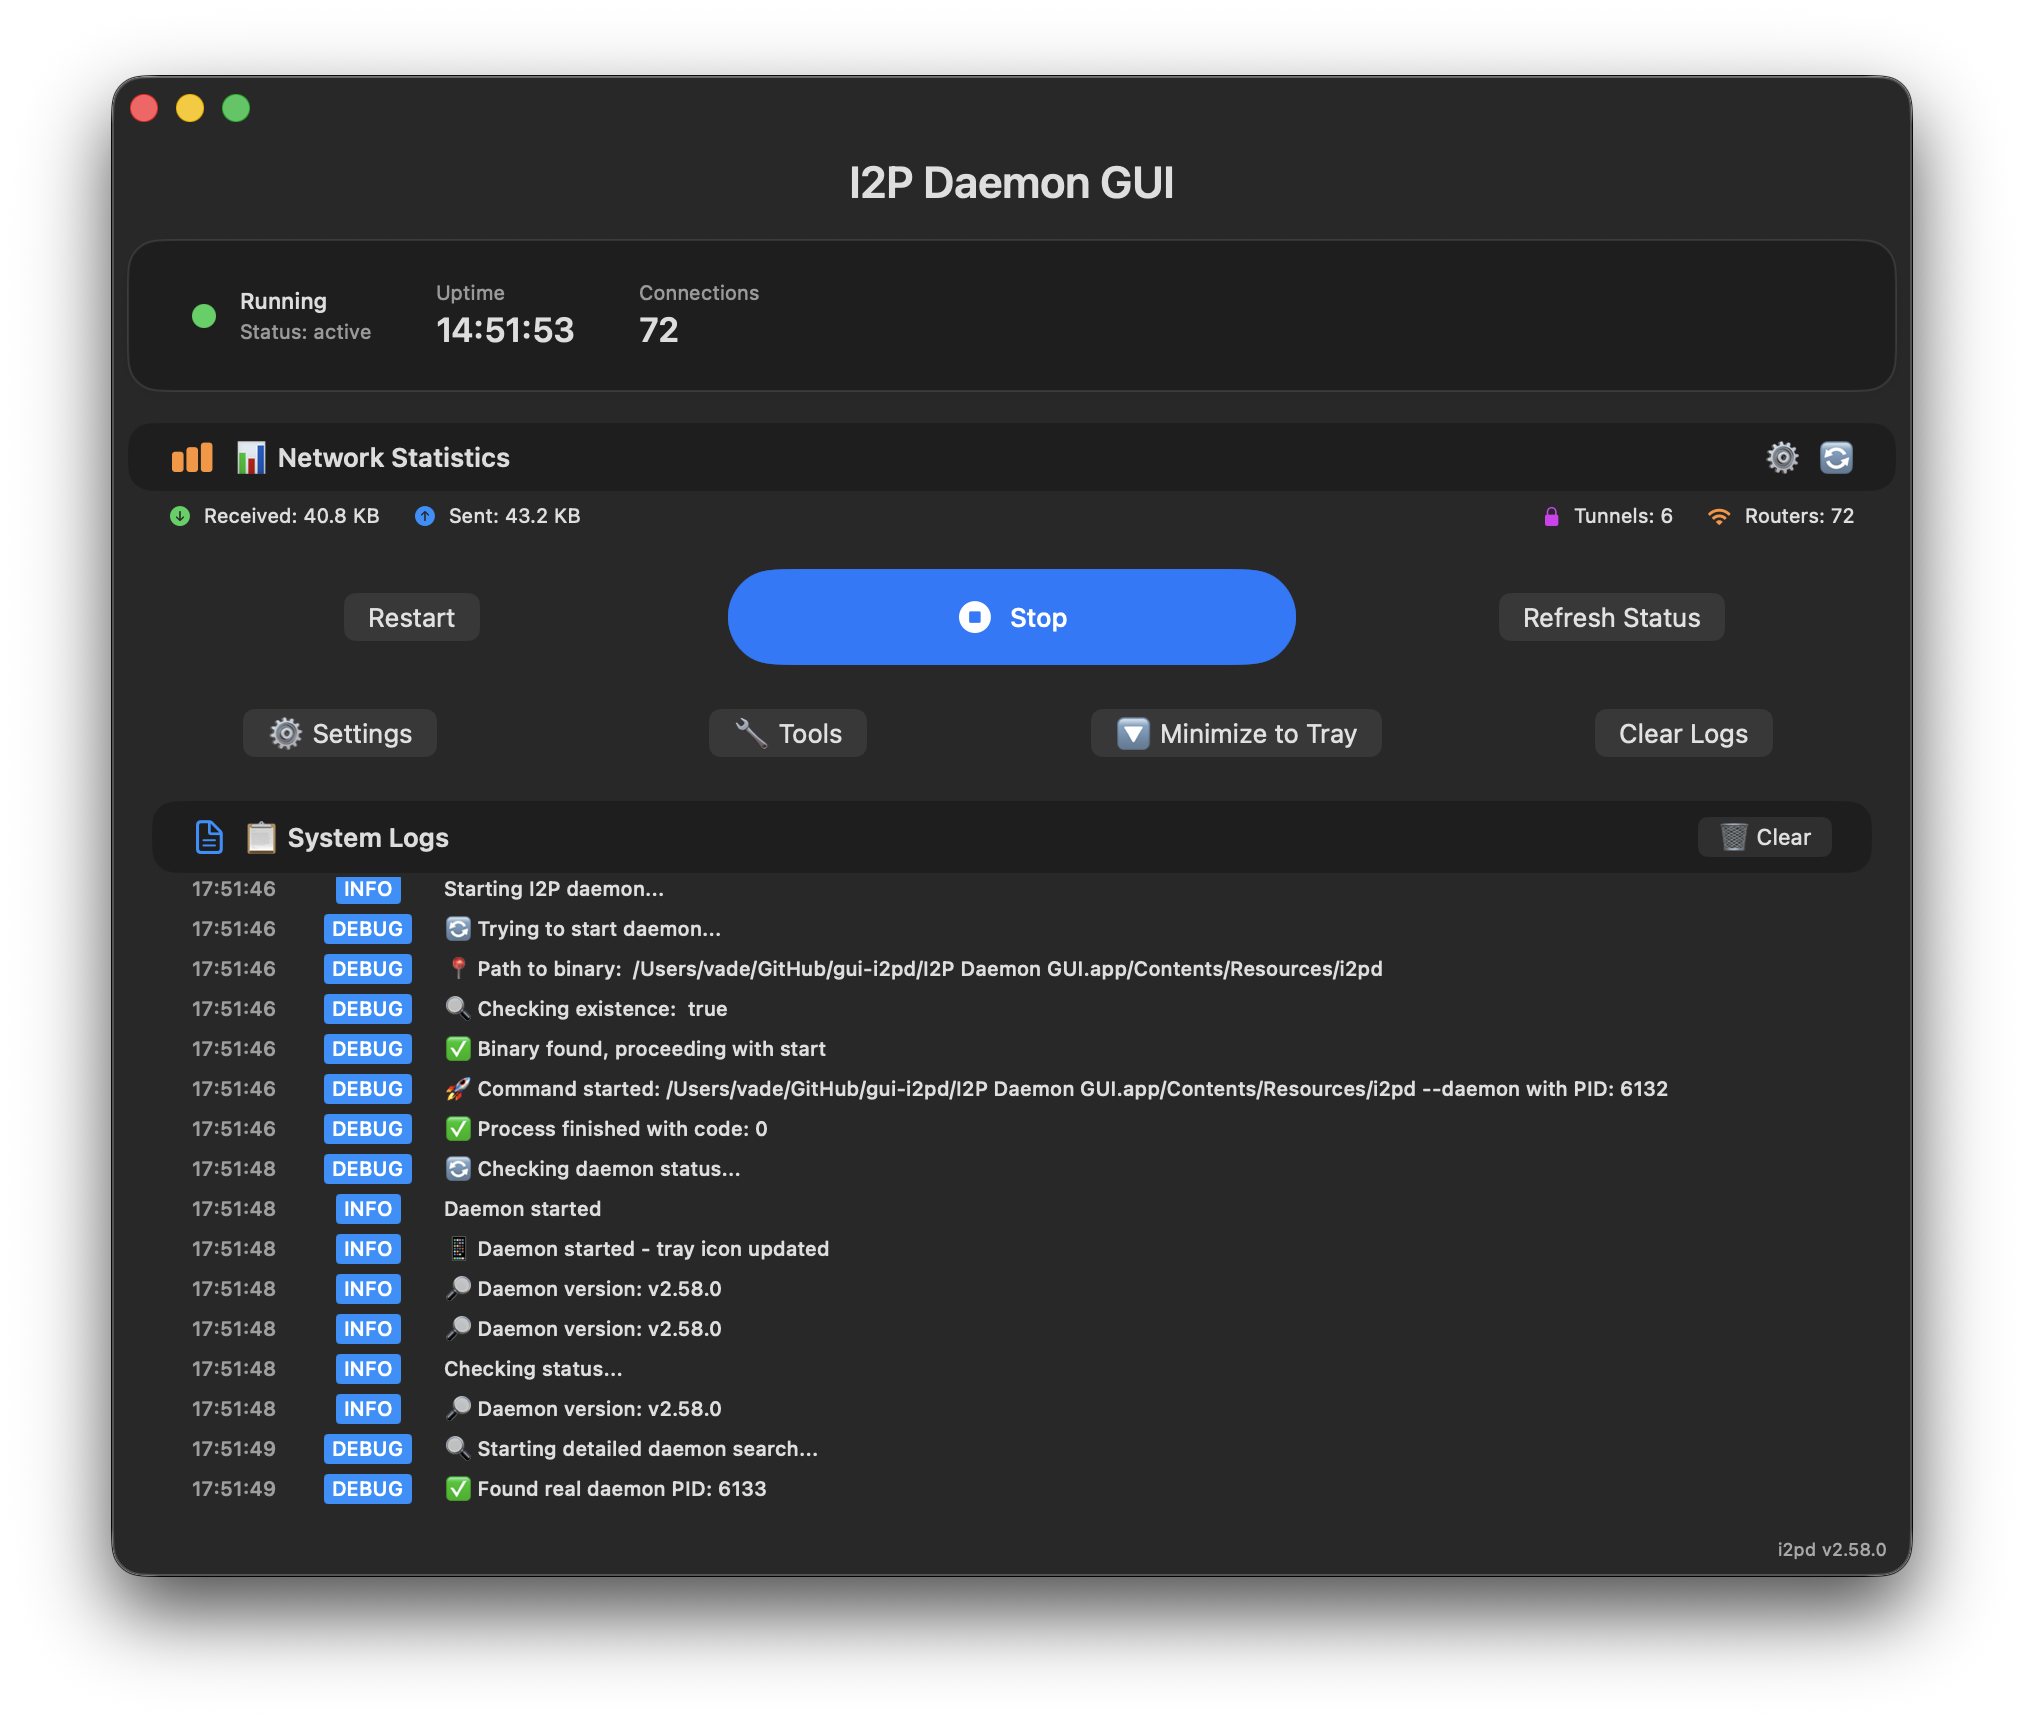 I2P Daemon GUI
Running
Status: active
Uptime
14:51:53
Connections
72
📊 Network Statistics
Received: 40.8 KB Sent: 43.2 KB Tunnels: 6 Routers: 72
Restart Stop Refresh Status
⚙️ Settings 🔧 Tools 🔽 Minimize to Tray Clear Logs
📋 System Logs 🗑️ Clear
17:51:46 INFO Starting I2P daemon...
17:51:46 DEBUG 🔄 Trying to start daemon...
17:51:46 DEBUG 📍 Path to binary:  /Users/vade/GitHub/gui-i2pd/I2P Daemon GUI.app/Contents/Resources/i2pd
17:51:46 DEBUG 🔍 Checking existence:  true
17:51:46 DEBUG ✅ Binary found, proceeding with start
17:51:46 DEBUG 🚀 Command started: /Users/vade/GitHub/gui-i2pd/I2P Daemon GUI.app/Contents/Resources/i2pd --daemon with PID: 6132
17:51:46 DEBUG ✅ Process finished with code: 0
17:51:48 DEBUG 🔄 Checking daemon status...
17:51:48 INFO Daemon started
17:51:48 INFO 📱 Daemon started - tray icon updated
17:51:48 INFO 🔎 Daemon version: v2.58.0
17:51:48 INFO 🔎 Daemon version: v2.58.0
17:51:48 INFO Checking status...
17:51:48 INFO 🔎 Daemon version: v2.58.0
17:51:49 DEBUG 🔍 Starting detailed daemon search...
17:51:49 DEBUG ✅ Found real daemon PID: 6133
i2pd v2.58.0